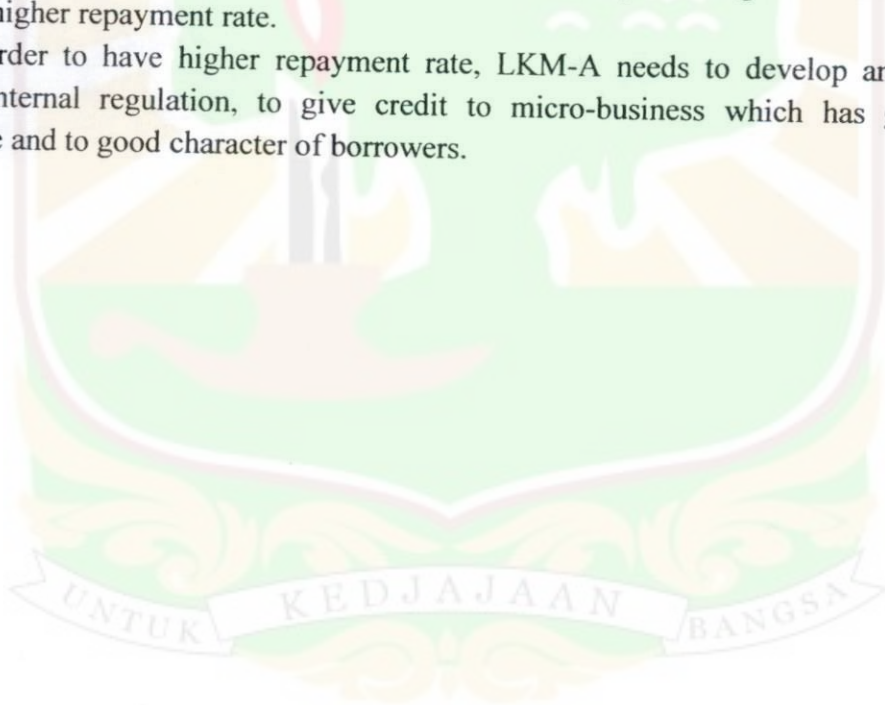 higher repayment rate.
rder to have higher repayment rate, LKM-A needs to develop an
nternal regulation, to give credit to micro-business which has
and to good character of borrowers.
UNTUK KEDJAJAAN BANGSA